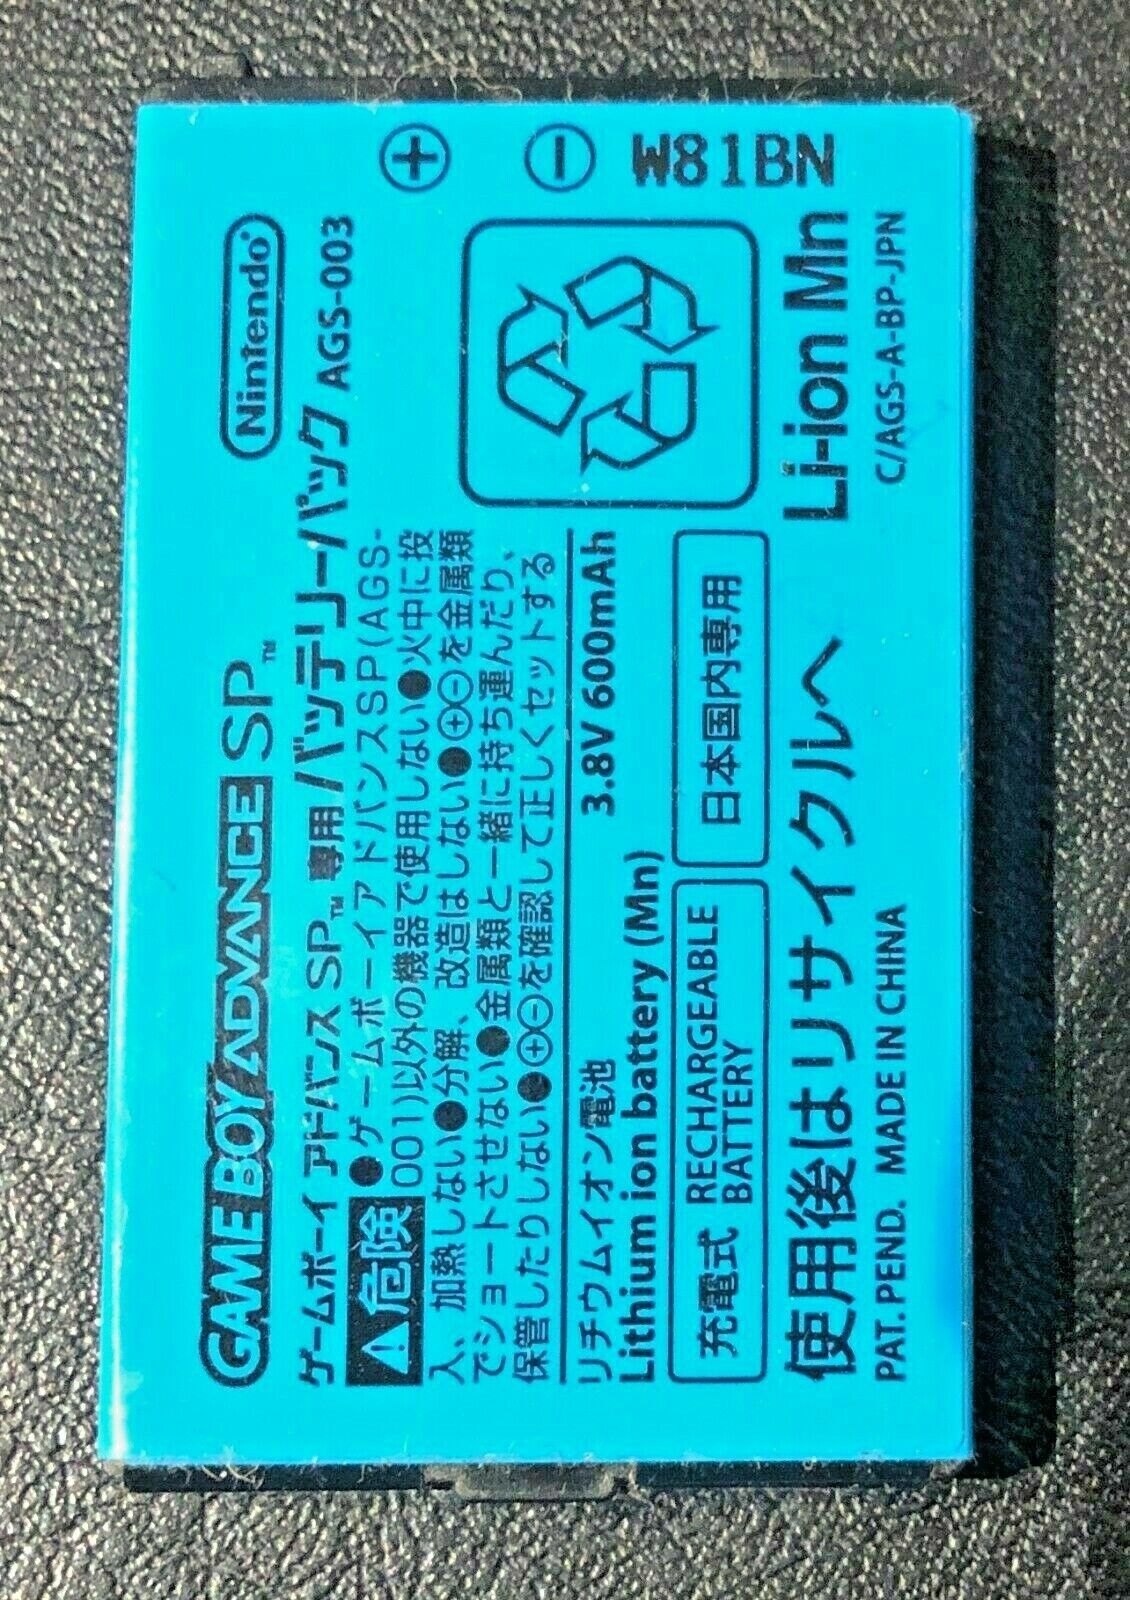 GAME BOY ADVANCE SP™
Nintendo®
ゲームボーイアドバンスSP™専用バッテリーパック AGS-003
危険 ●ゲームボーイアドバンスSP(AGS-
001)以外の機器で使用しない●火中に投
入、加熱しない●分解、改造はしない●⊕⊖を金属類
でショートさせない●金属類と一緒に持ち運んだり、
保管したりしない●⊕⊖を確認して正しくセットする
リチウムイオン電池 3.8V 600mAh
Lithium ion battery (Mn)
充電式 RECHARGEABLE
BATTERY
日本国内専用
使用後はリサイクルへ
Li-ion Mn
PAT.PEND. MADE IN CHINA
C/AGS-A-BP-JPN
+ − W81BN